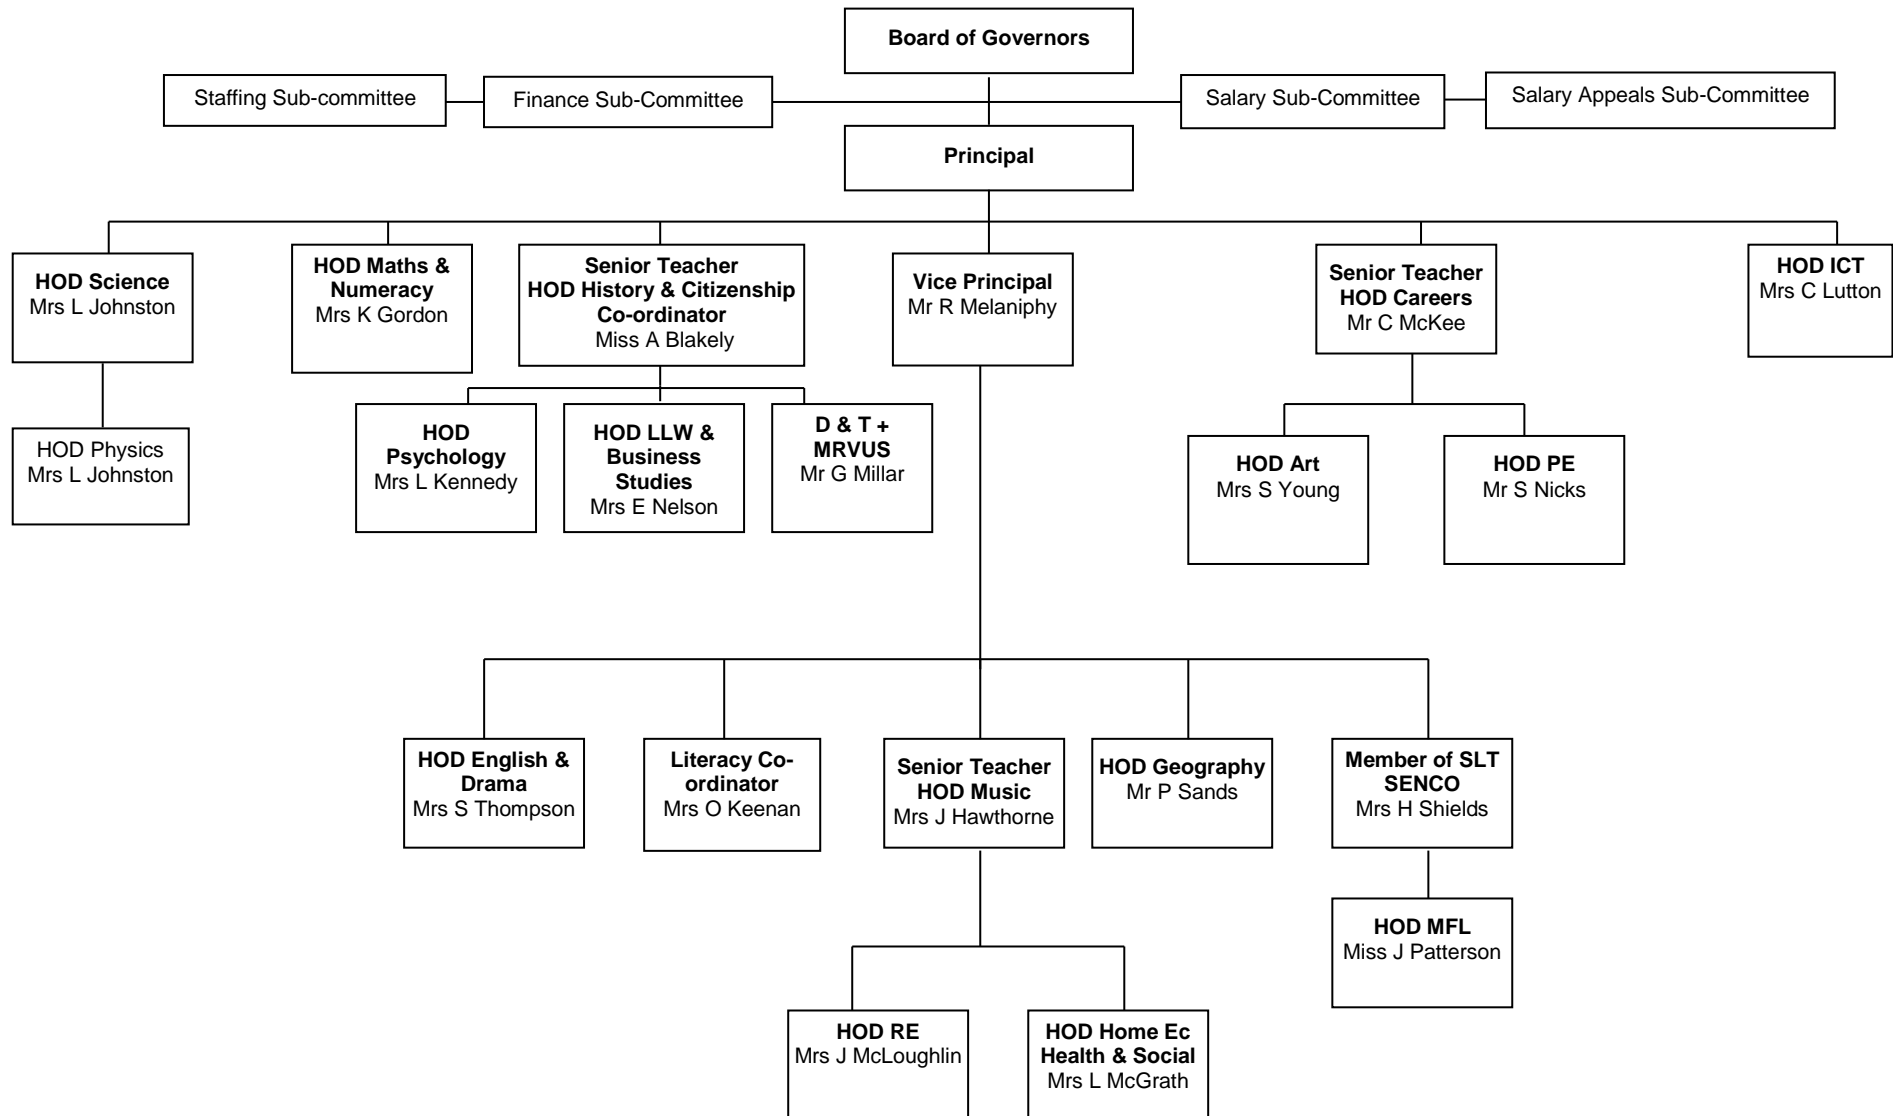 Board of Governors
Staffing Sub-committee
Finance Sub-Committee
Salary Sub-Committee
Salary Appeals Sub-Committee
Principal
HOD Science
Mrs L Johnston
HOD Maths &
Numeracy
Mrs K Gordon
Senior Teacher
HOD History & Citizenship
Co-ordinator
Miss A Blakely
Vice Principal
Mr R Melaniphy
Senior Teacher
HOD Careers
Mr C McKee
HOD ICT
Mrs C Lutton
HOD Physics
Mrs L Johnston
HOD
Psychology
Mrs L Kennedy
HOD LLW &
Business
Studies
Mrs E Nelson
D & T +
MRVUS
Mr G Millar
HOD Art
Mrs S Young
HOD PE
Mr S Nicks
HOD English &
Drama
Mrs S Thompson
Literacy Co-
ordinator
Mrs O Keenan
Senior Teacher
HOD Music
Mrs J Hawthorne
HOD Geography
Mr P Sands
Member of SLT
SENCO
Mrs H Shields
HOD MFL
Miss J Patterson
HOD RE
Mrs J McLoughlin
HOD Home Ec
Health & Social
Mrs L McGrath